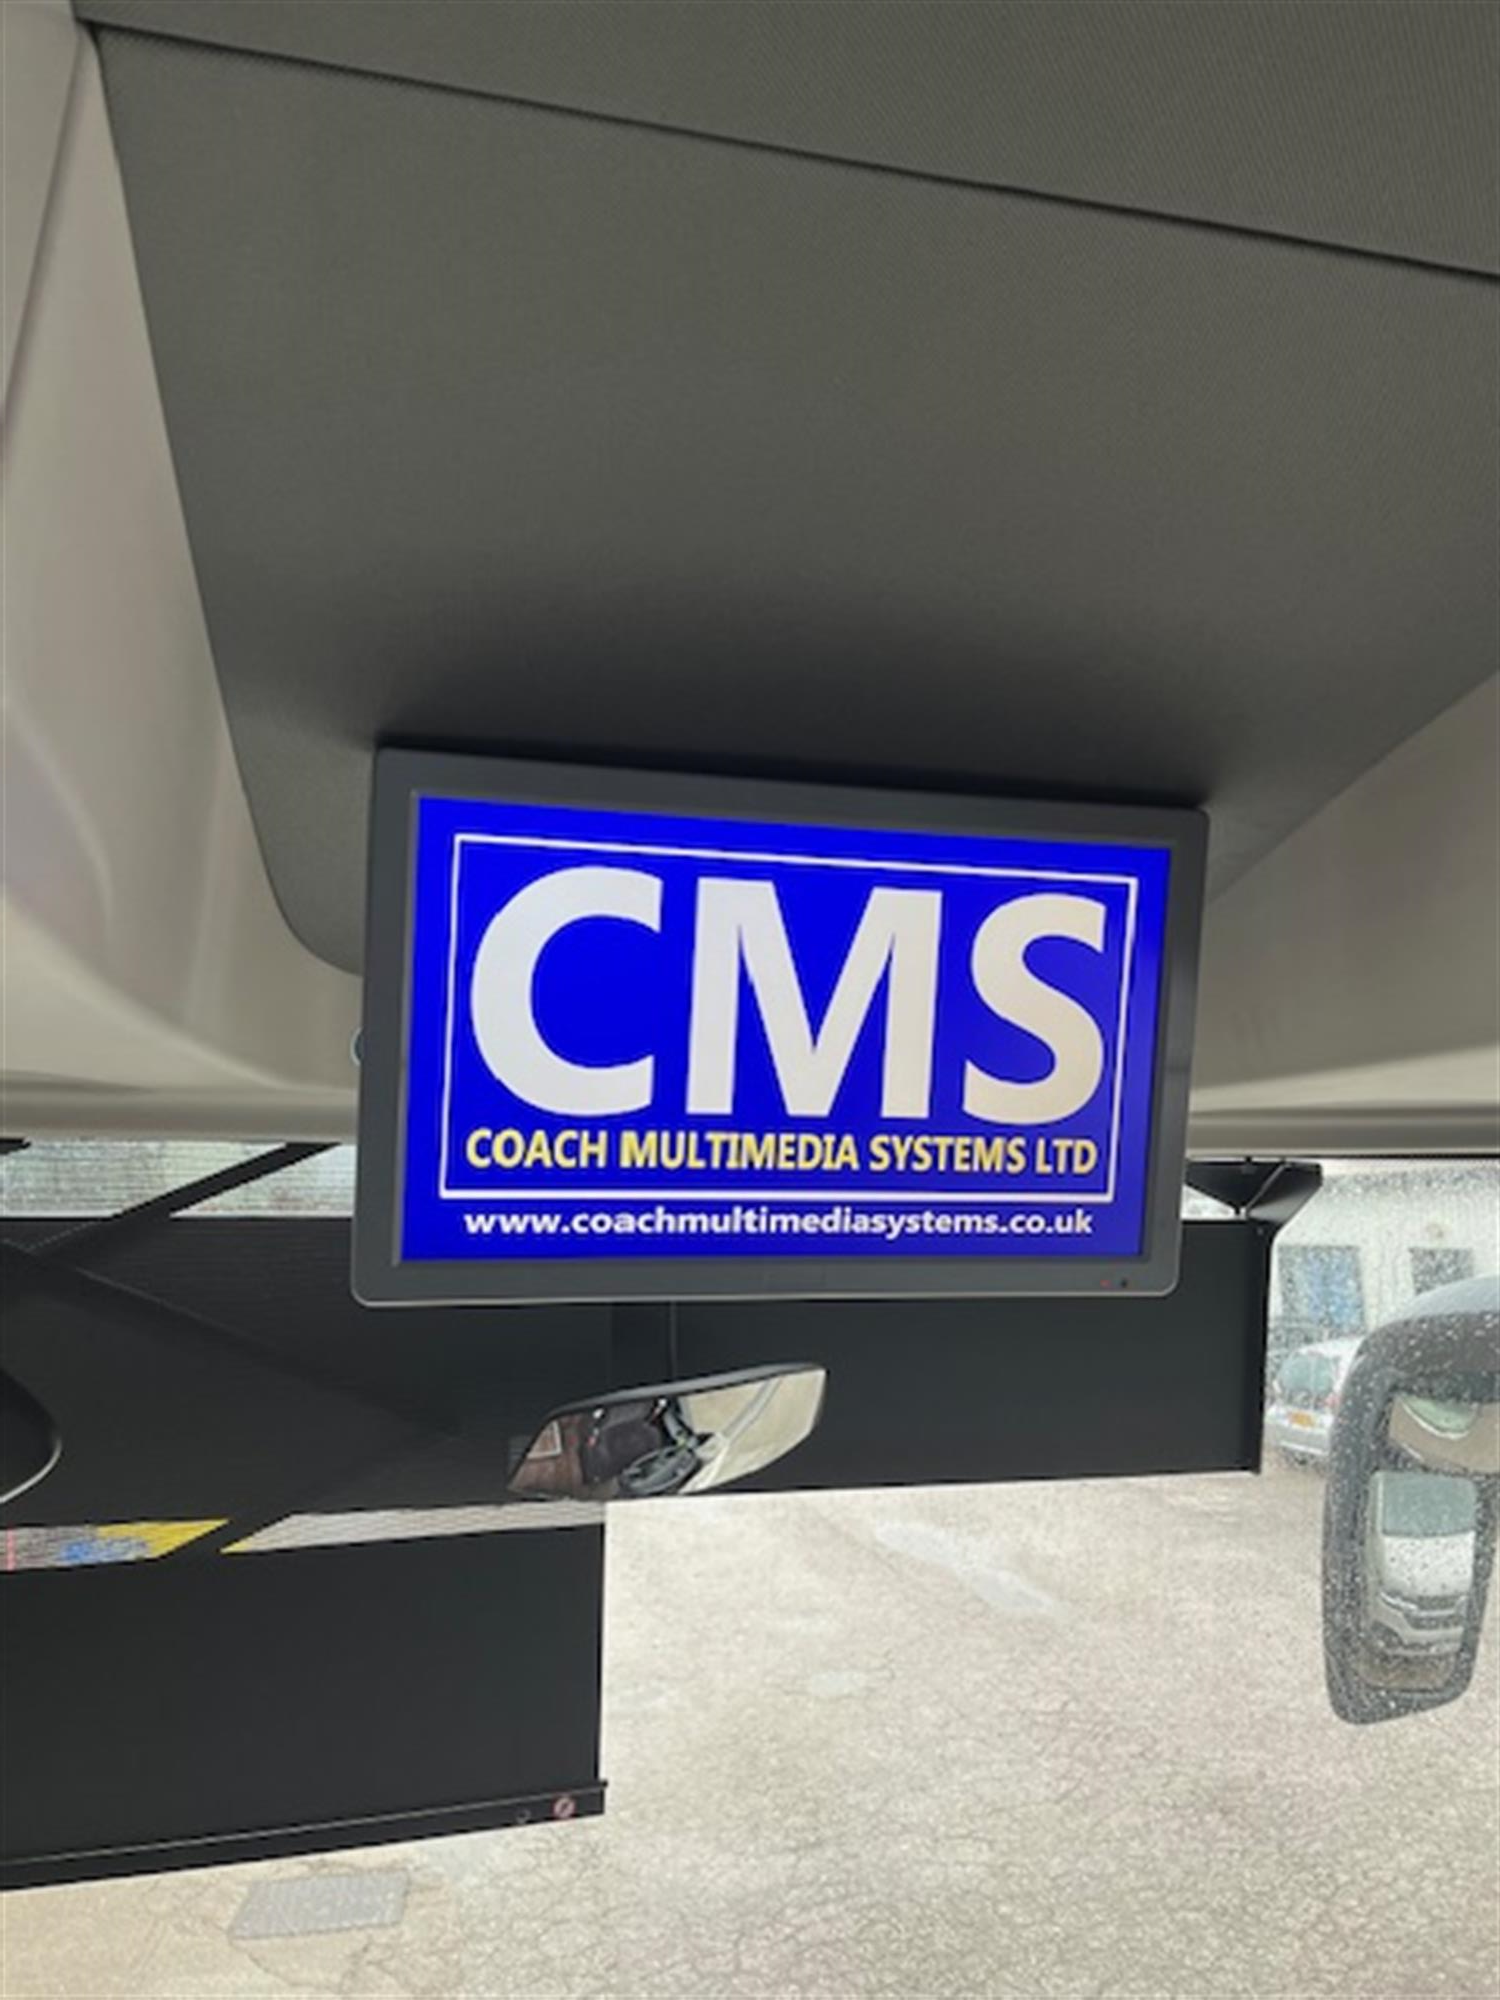 CMS
COACH MULTIMEDIA SYSTEMS LTD
www.coachmultimediasystems.co.uk